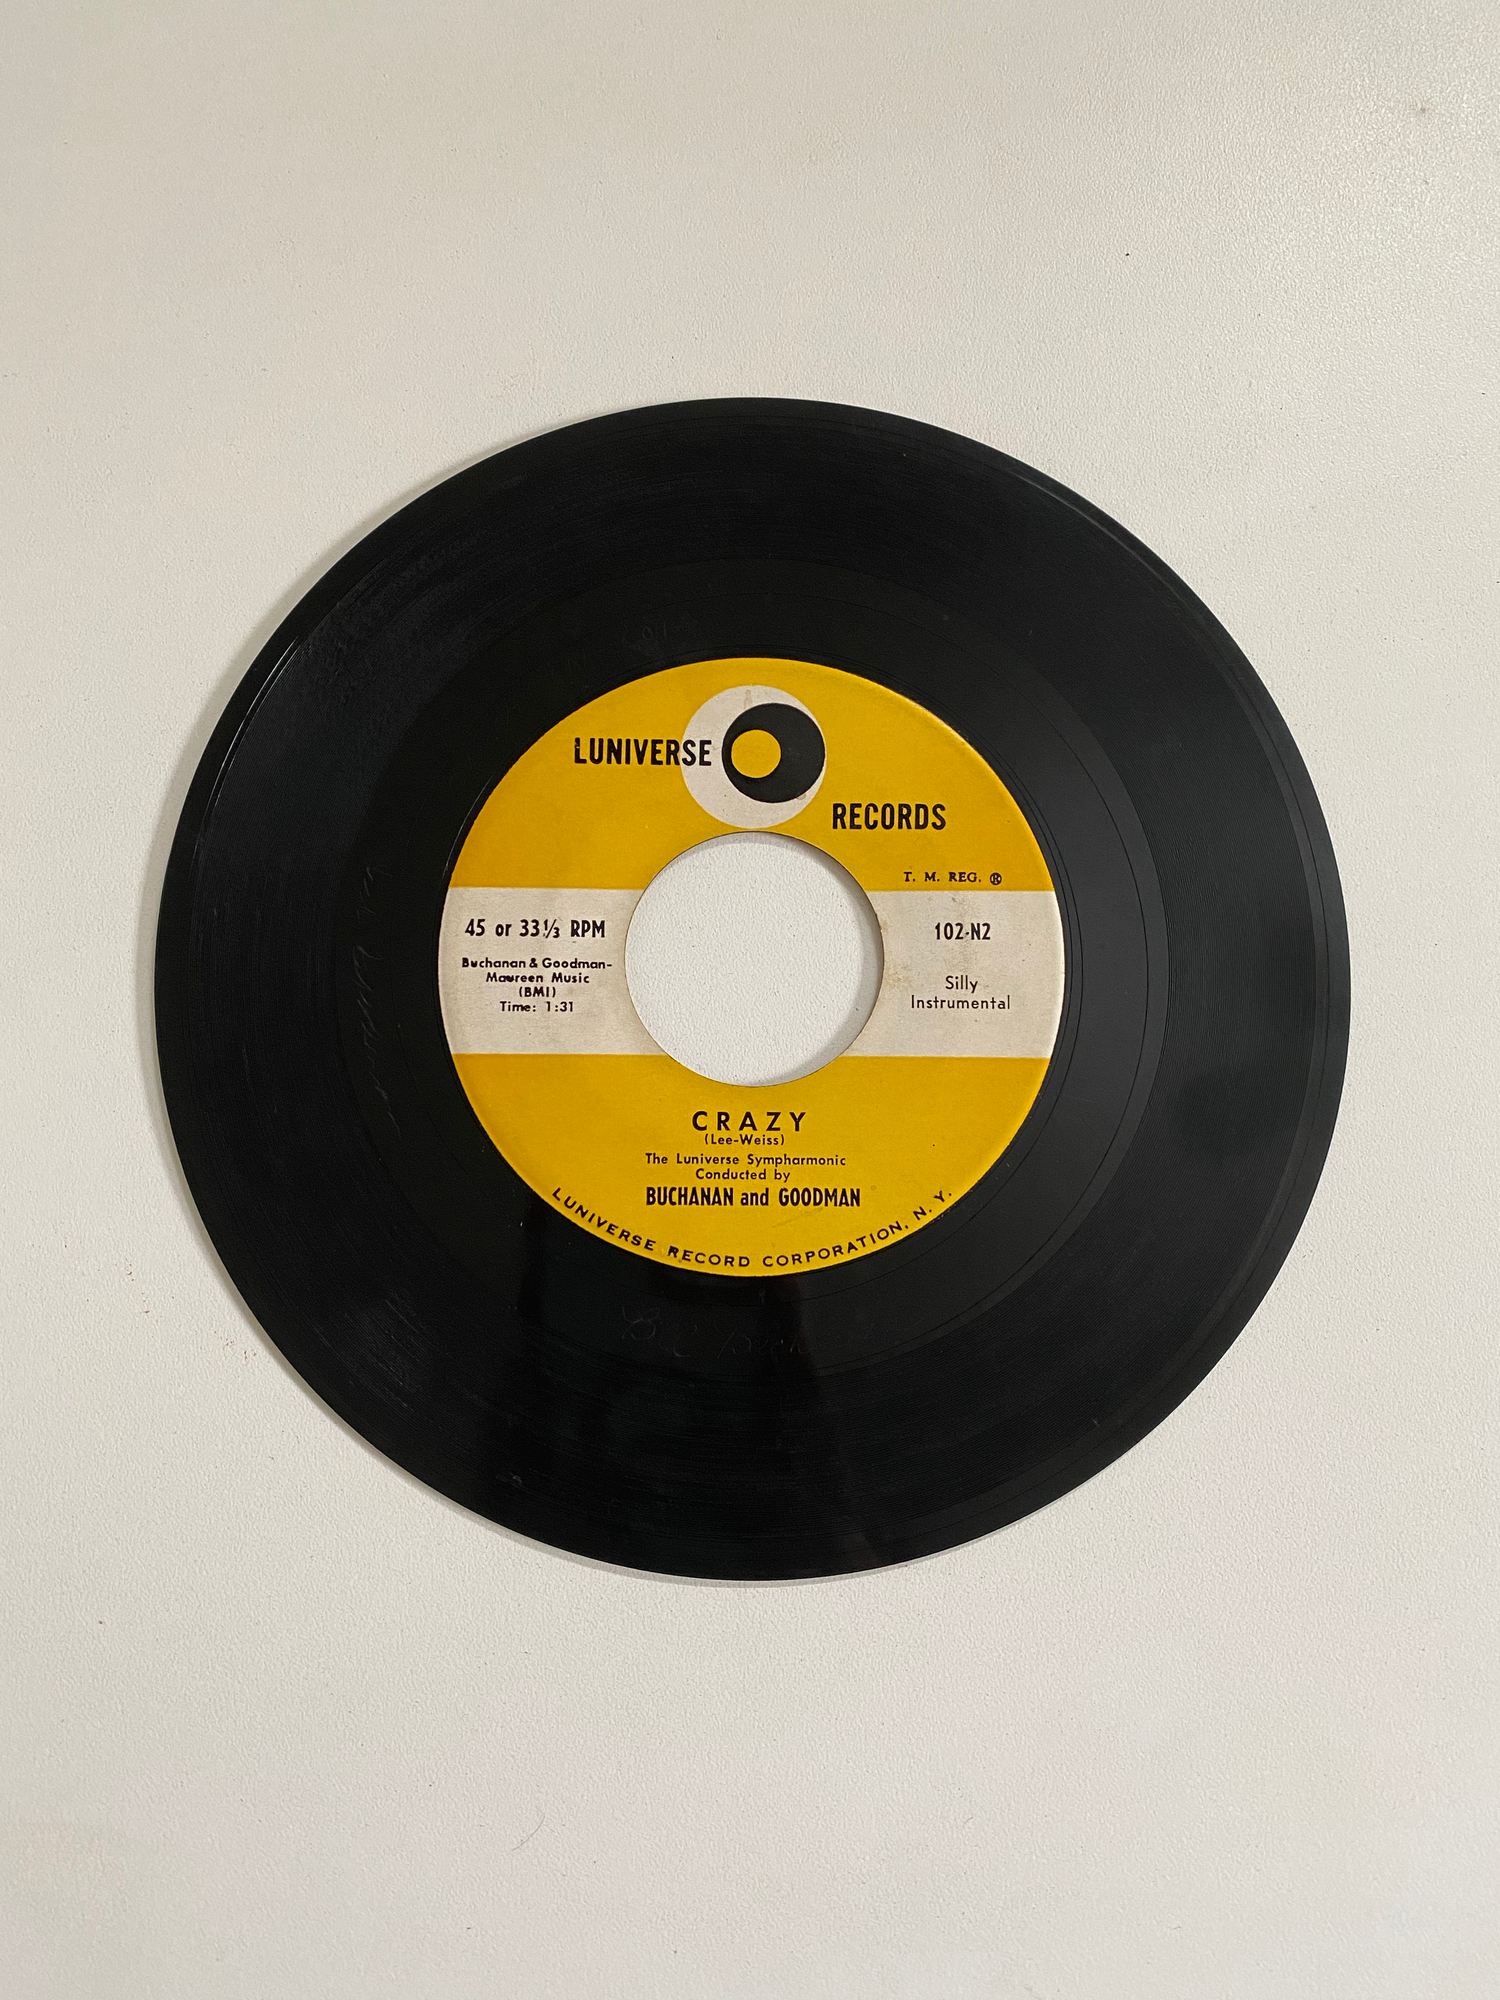 LUNIVERSE
RECORDS
T. M. REG. ®
45 or 33⅓ RPM
Buchanan & Goodman-
Maureen Music
(BMI)
Time: 1:31
102-N2
Silly
Instrumental
CRAZY
(Lee-Weiss)
The Luniverse Sympharmonic
Conducted by
BUCHANAN and GOODMAN
LUNIVERSE RECORD CORPORATION, N. Y.